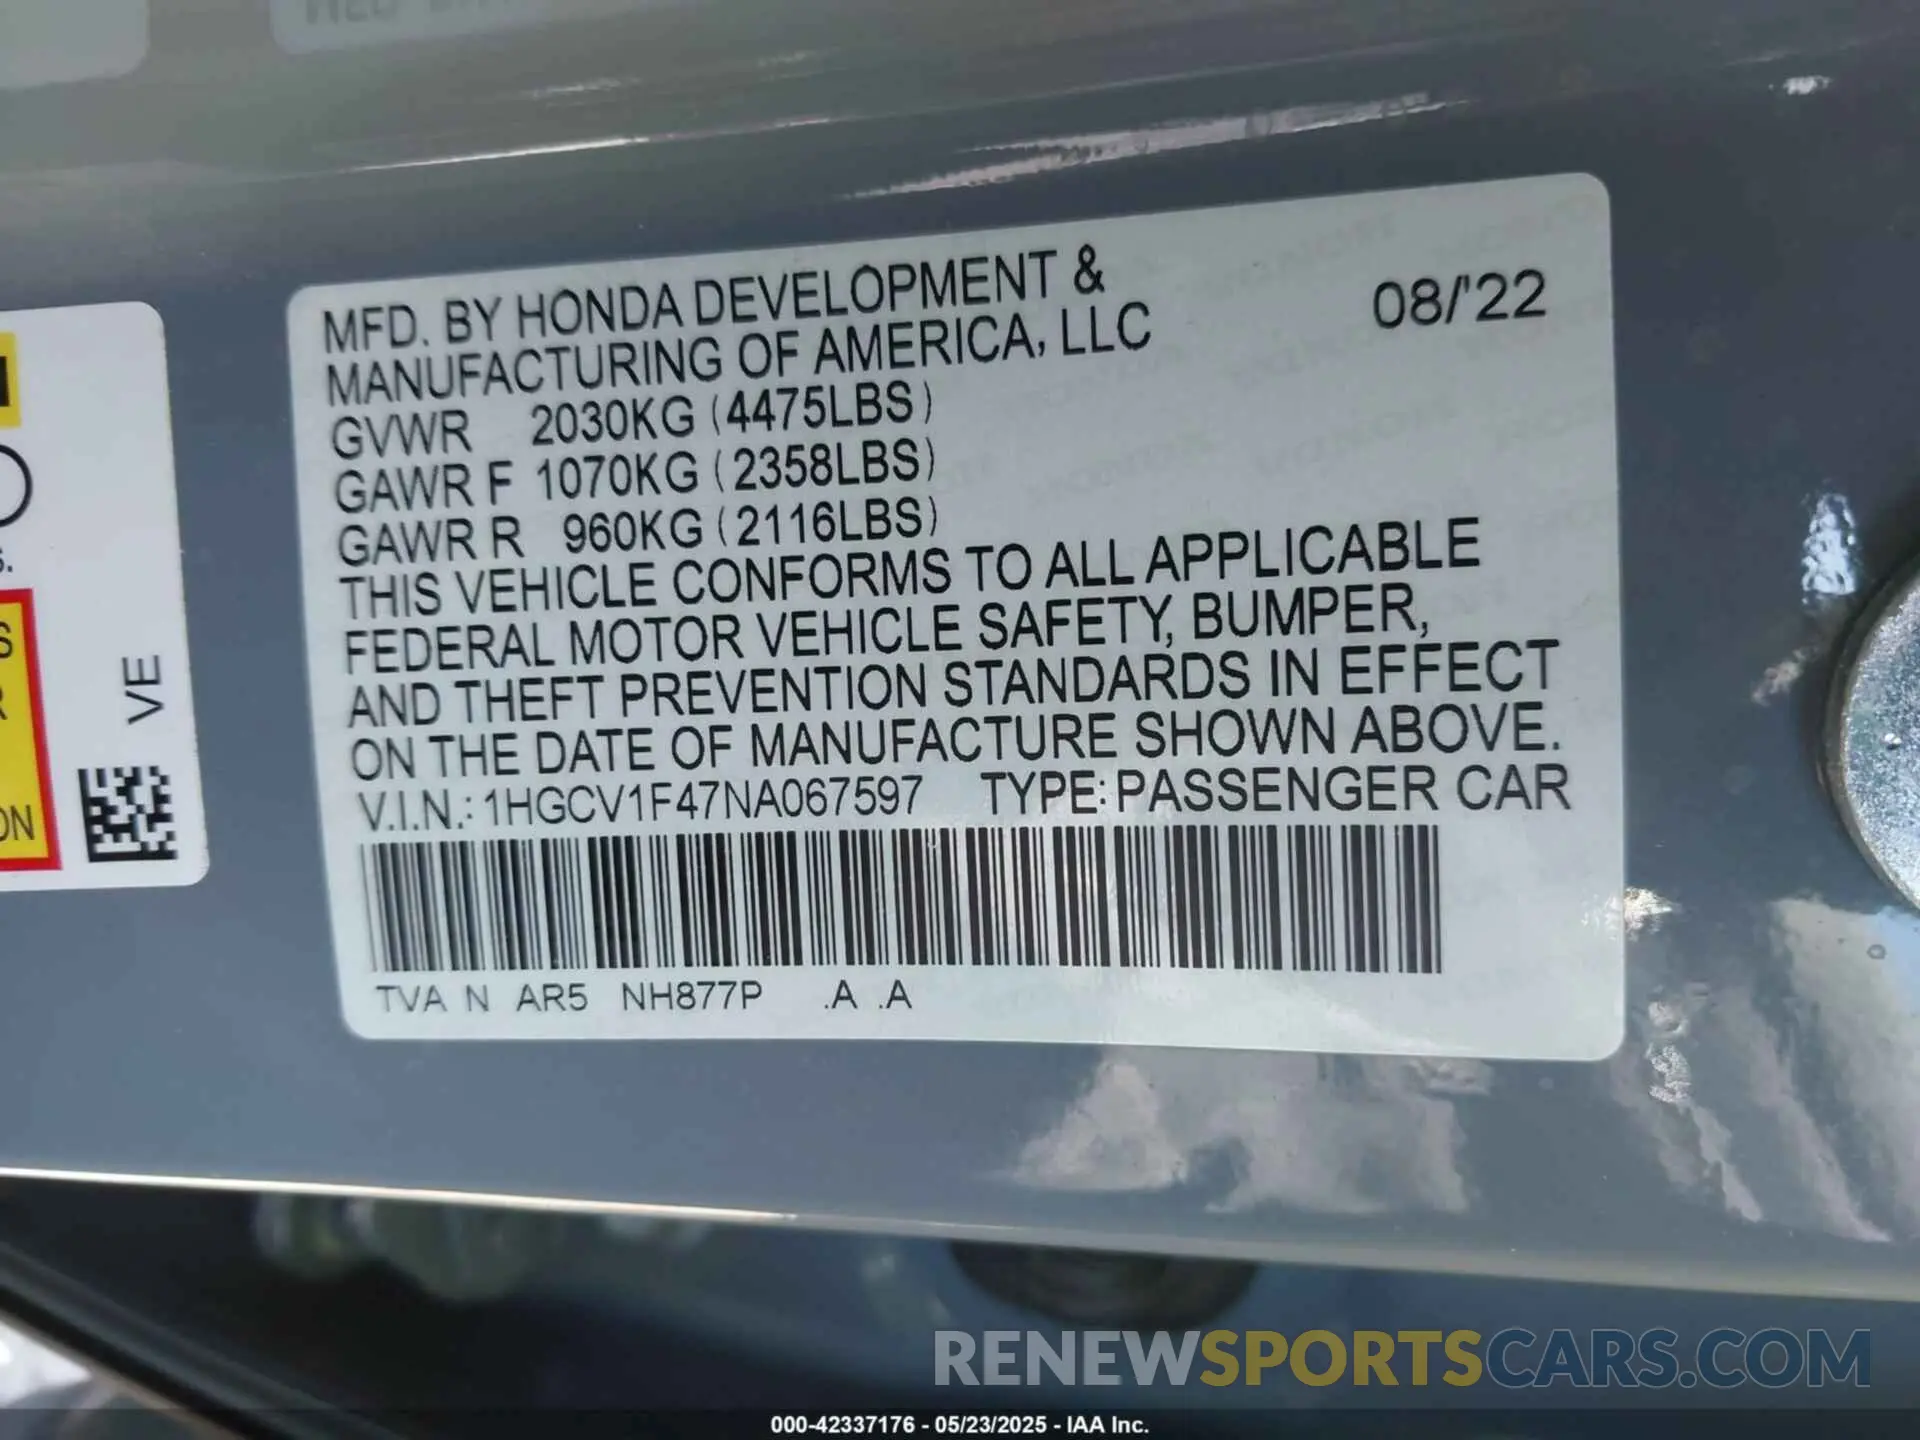 MFD. BY HONDA DEVELOPMENT &
MANUFACTURING OF AMERICA, LLC
08/'22
GVWR 2030KG (4475LBS)
GAWR F 1070KG (2358LBS)
GAWR R 960KG (2116LBS)
THIS VEHICLE CONFORMS TO ALL APPLICABLE
FEDERAL MOTOR VEHICLE SAFETY, BUMPER,
AND THEFT PREVENTION STANDARDS IN EFFECT
ON THE DATE OF MANUFACTURE SHOWN ABOVE.
V.I.N.: 1HGCV1F47NA067597 TYPE: PASSENGER CAR
TVA N AR5 NH877P .A .A
VE
RENEWSPORTSCARS.COM
000-42337176 - 05/23/2025 - IAA Inc.